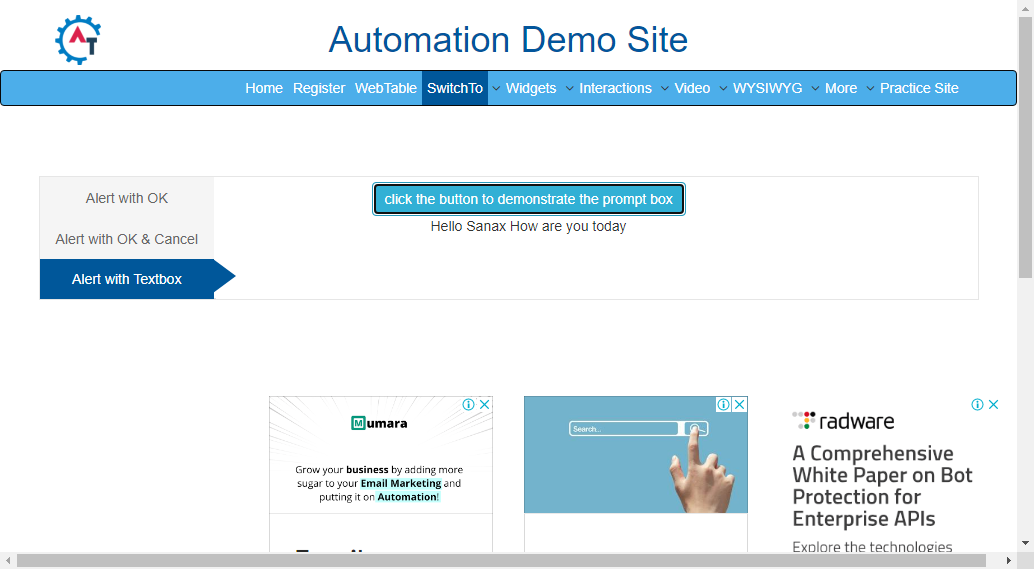 AT
Automation Demo Site
Home Register WebTable SwitchTo Widgets Interactions Video WYSIWYG More Practice Site
Alert with OK
Alert with OK & Cancel
Alert with Textbox
click the button to demonstrate the prompt box
Hello Sanax How are you today
Mumara
Grow your business by adding more
sugar to your Email Marketing and
putting it on Automation!
Search...
radware
A Comprehensive
White Paper on Bot
Protection for
Enterprise APIs
Explore the technologies